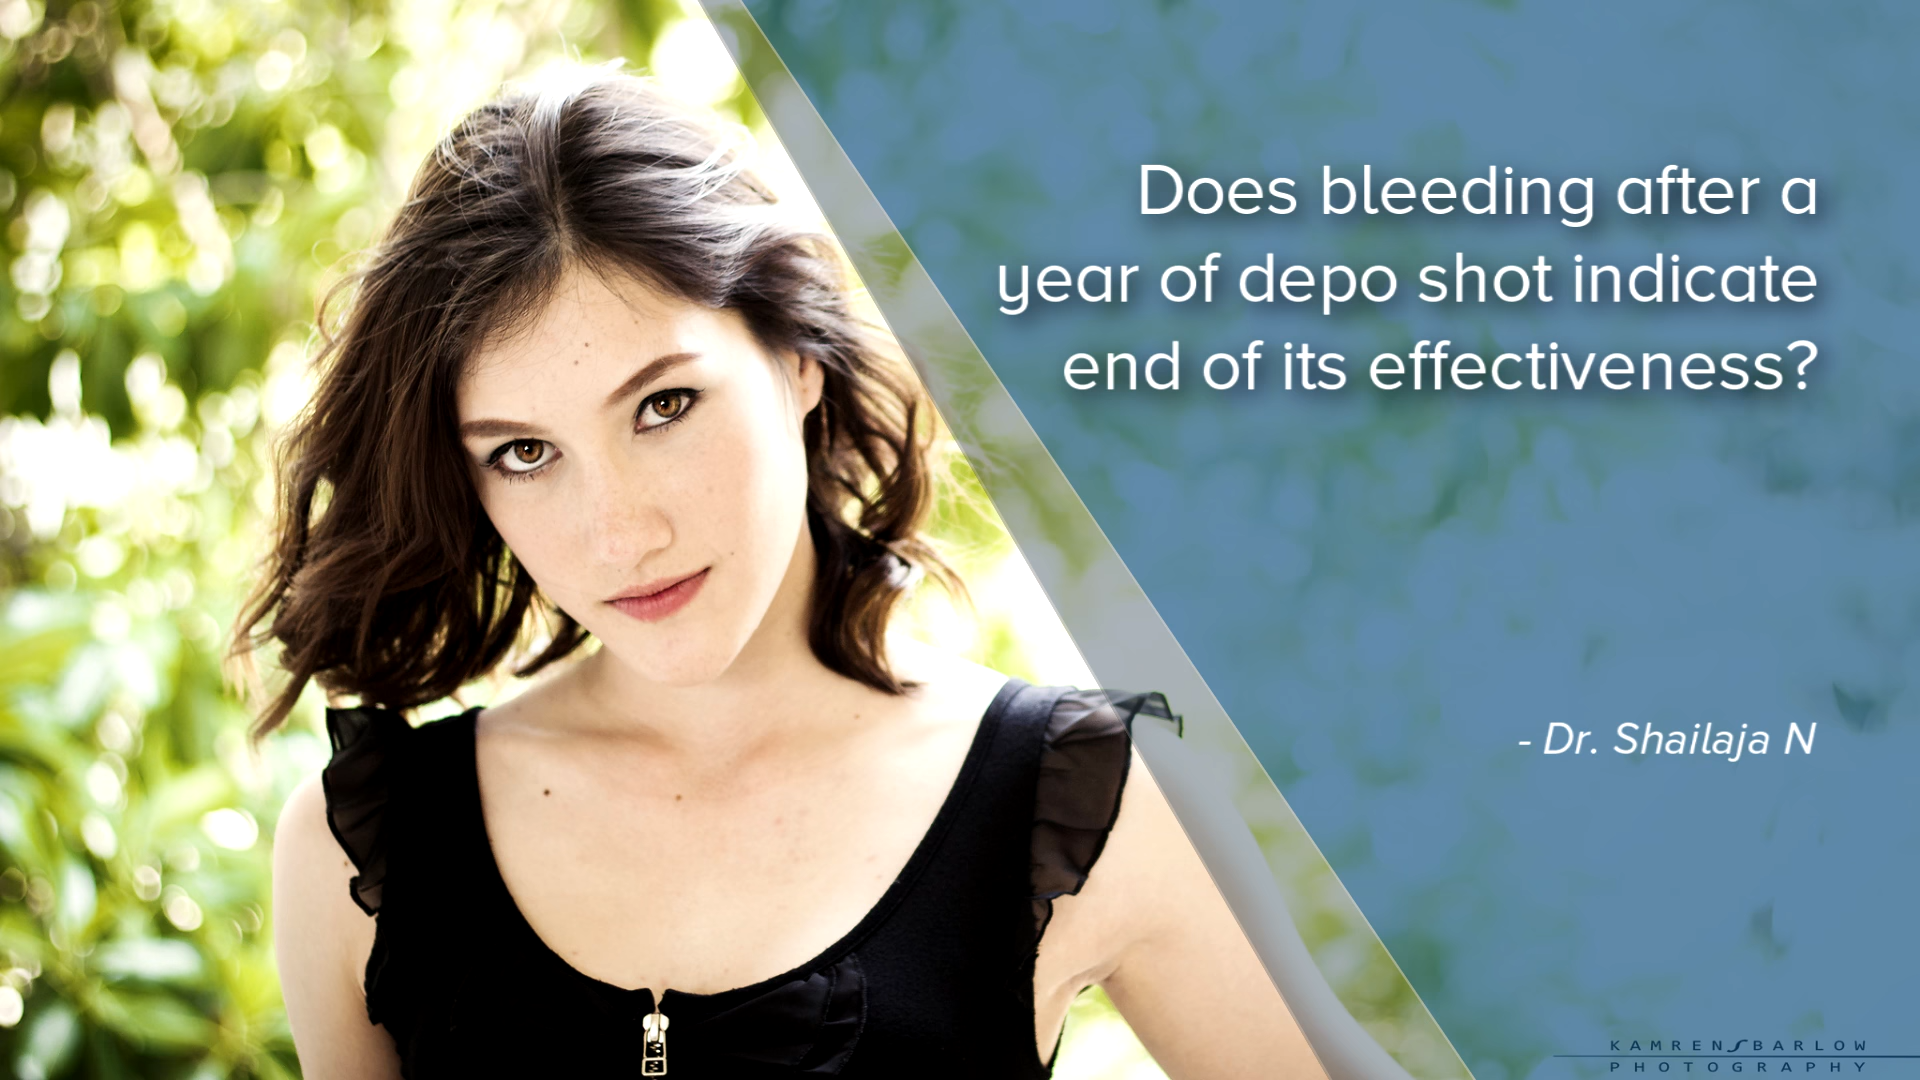 Does bleeding after a
year of depo shot indicate
end of its effectiveness?
- Dr. Shailaja N
KAMREN S BARLOW
PHOTOGRAPHY